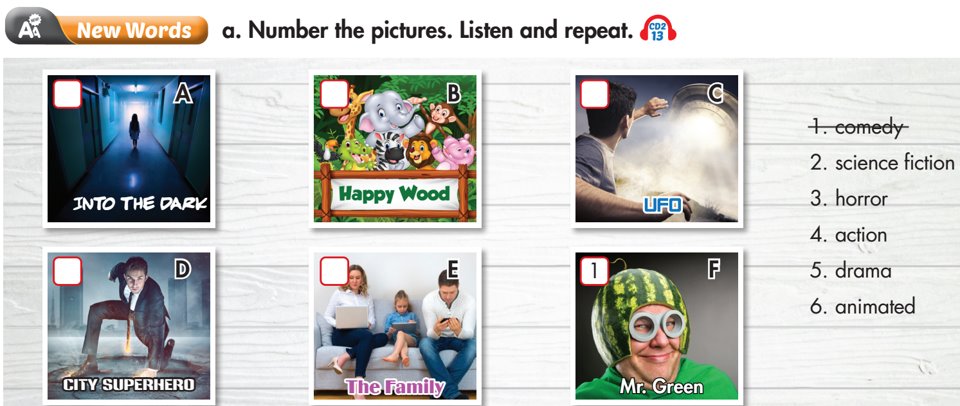 AA New Words a. Number the pictures. Listen and repeat. CD2 13
A
INTO THE DARK
B
Happy Wood
C
UFO
D
CITY SUPERHERO
E
The Family
1 F
Mr. Green
1. comedy
2. science fiction
3. horror
4. action
5. drama
6. animated